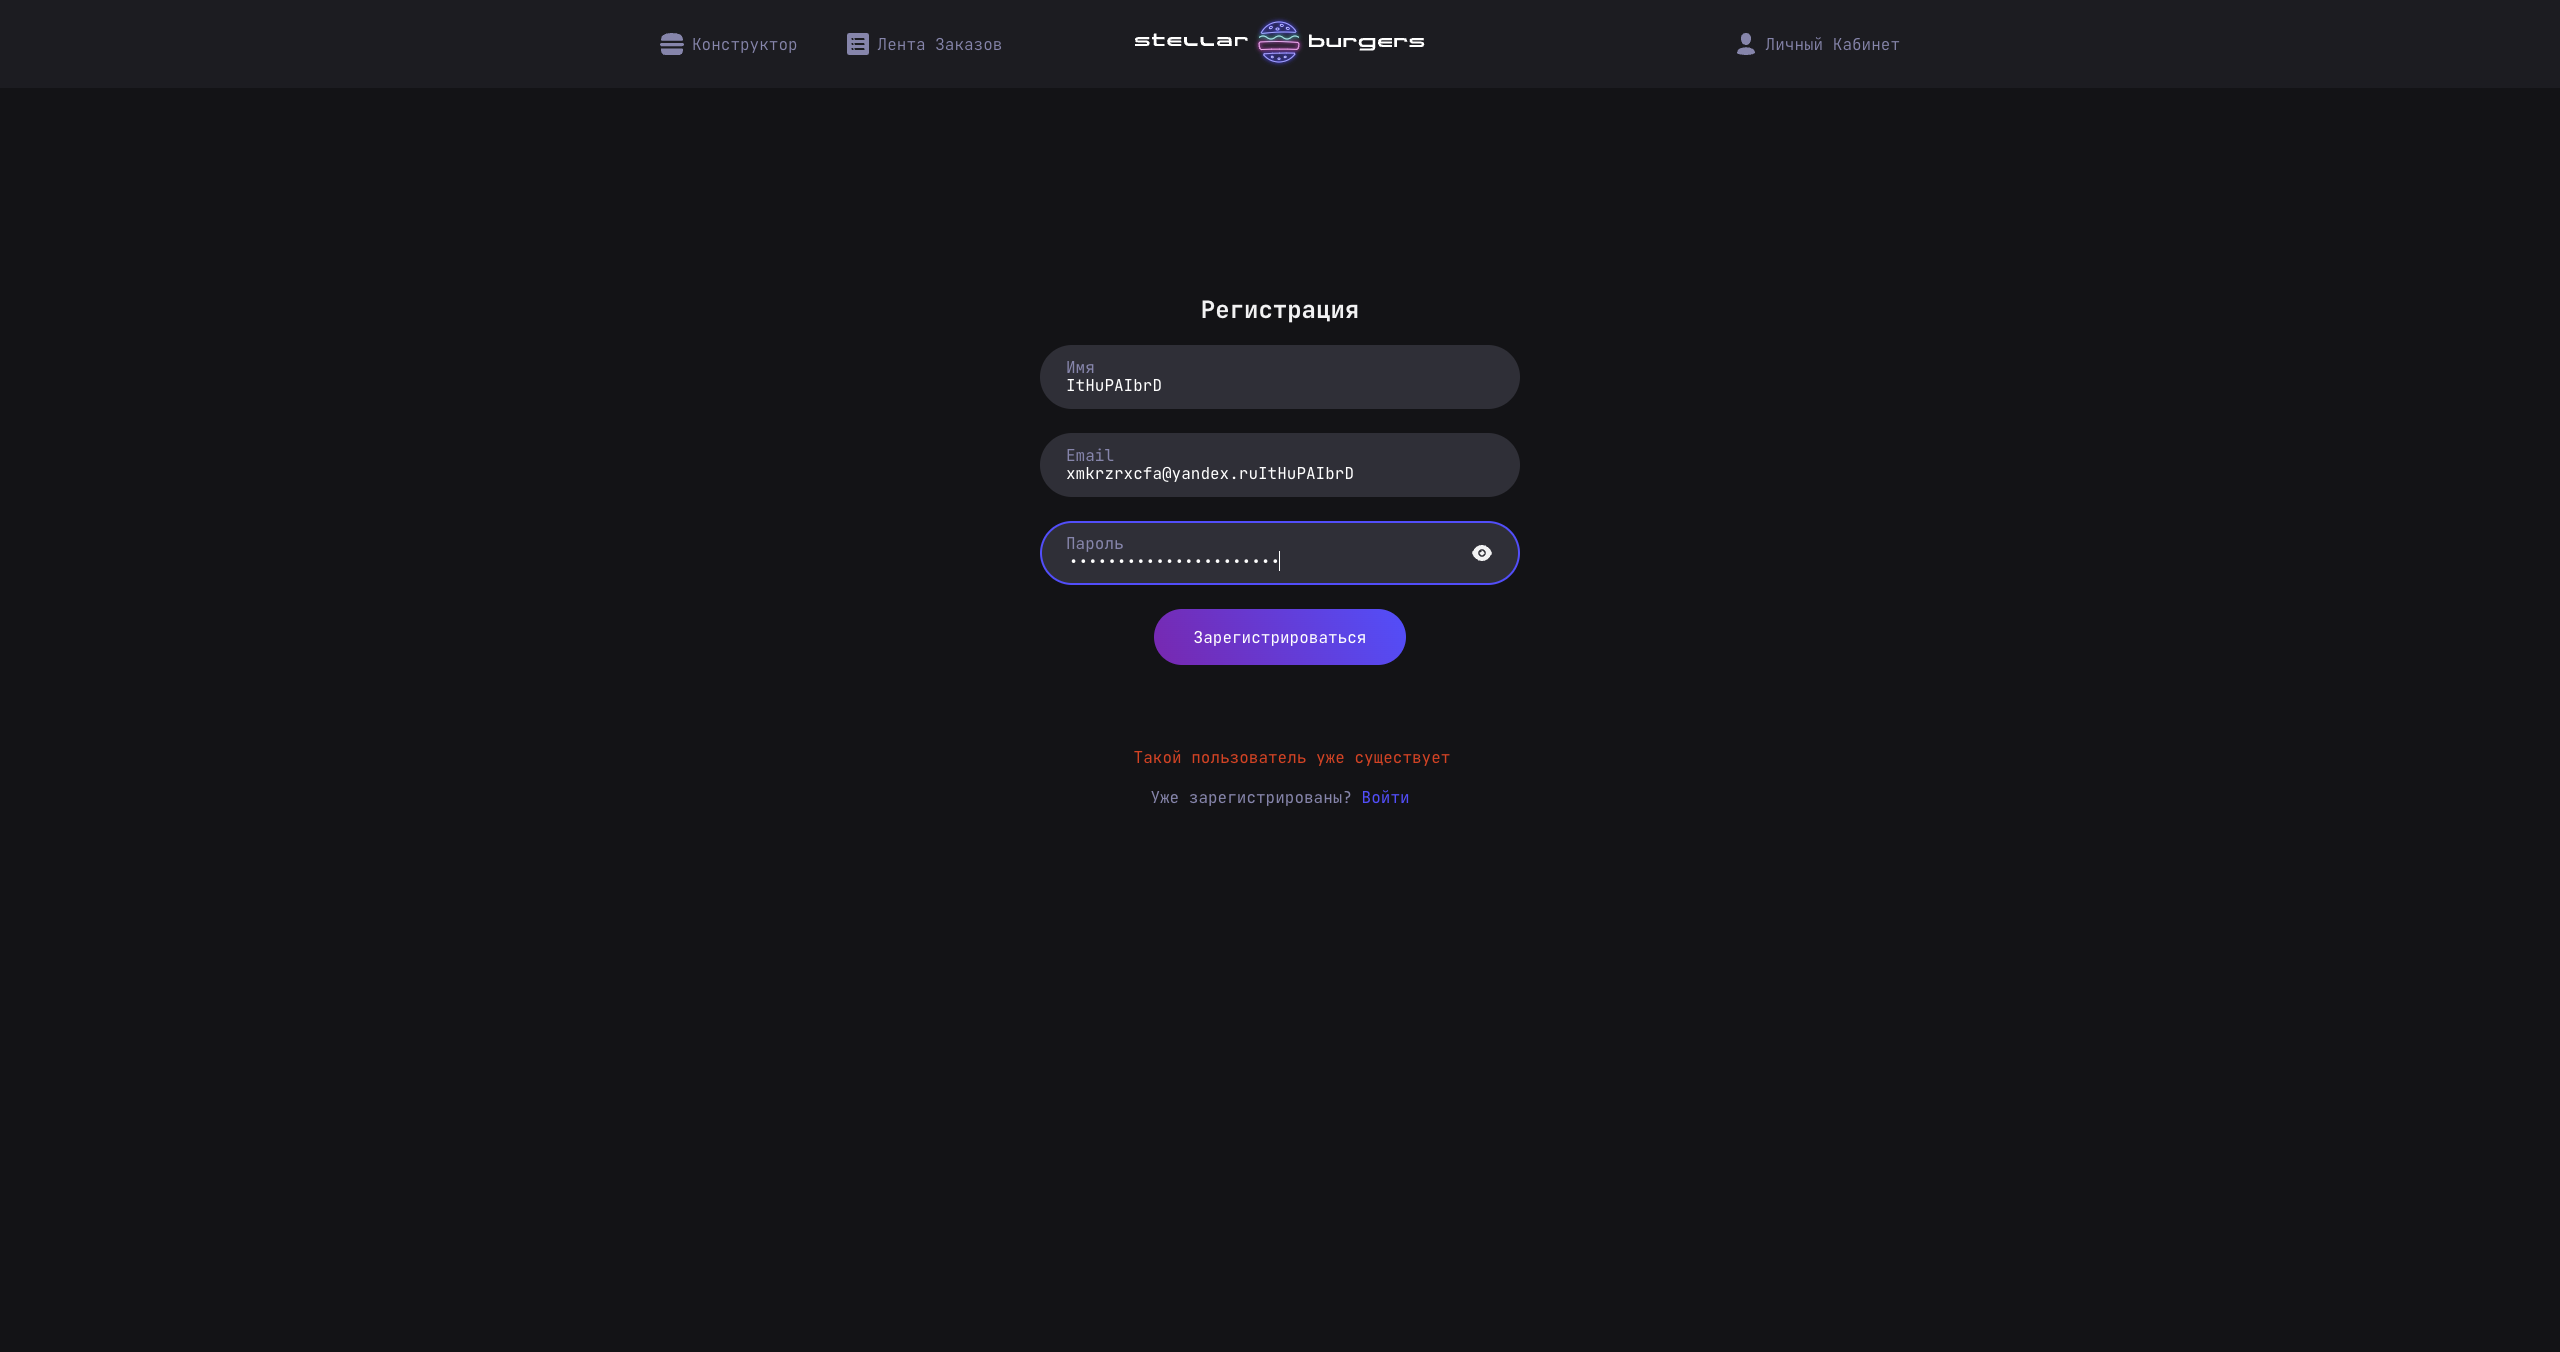 Конструктор
Лента Заказов
stellar burgers
Личный Кабинет
Регистрация
Имя
ItHuPAIbrD
Email
xmkrzrxcfa@yandex.ruItHuPAIbrD
Пароль
••••••••••••••••••••••
Зарегистрироваться
Такой пользователь уже существует
Уже зарегистрированы? Войти